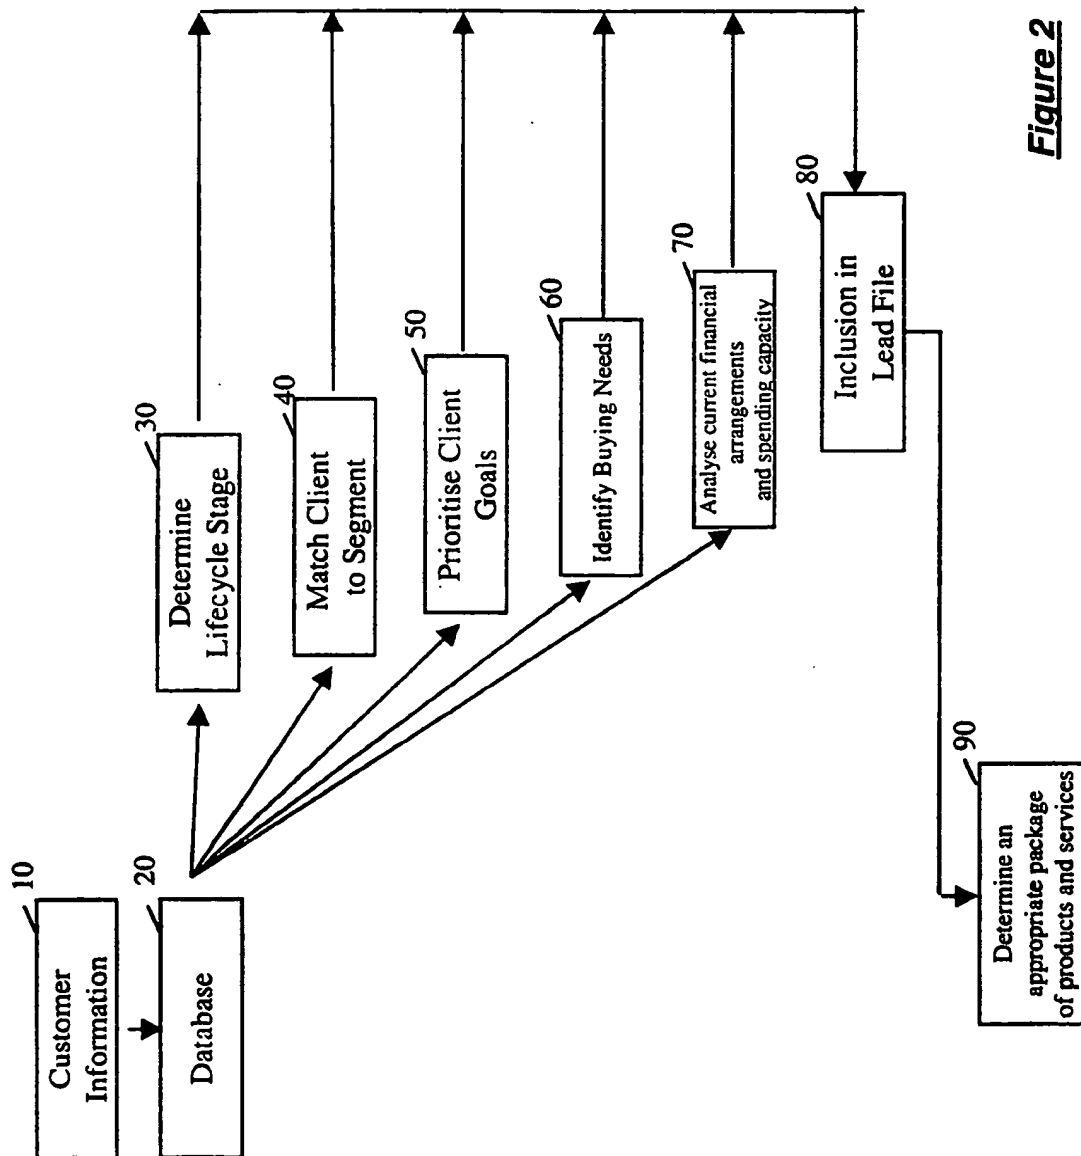 10
Customer
Information
20
Database
30
Determine
Lifecycle Stage
40
Match Client
to Segment
50
Prioritise Client
Goals
60
Identify Buying Needs
70
Analyse current financial
arrangements
and spending capacity
80
Inclusion in
Lead File
90
Determine an
appropriate package
of products and services
Figure 2